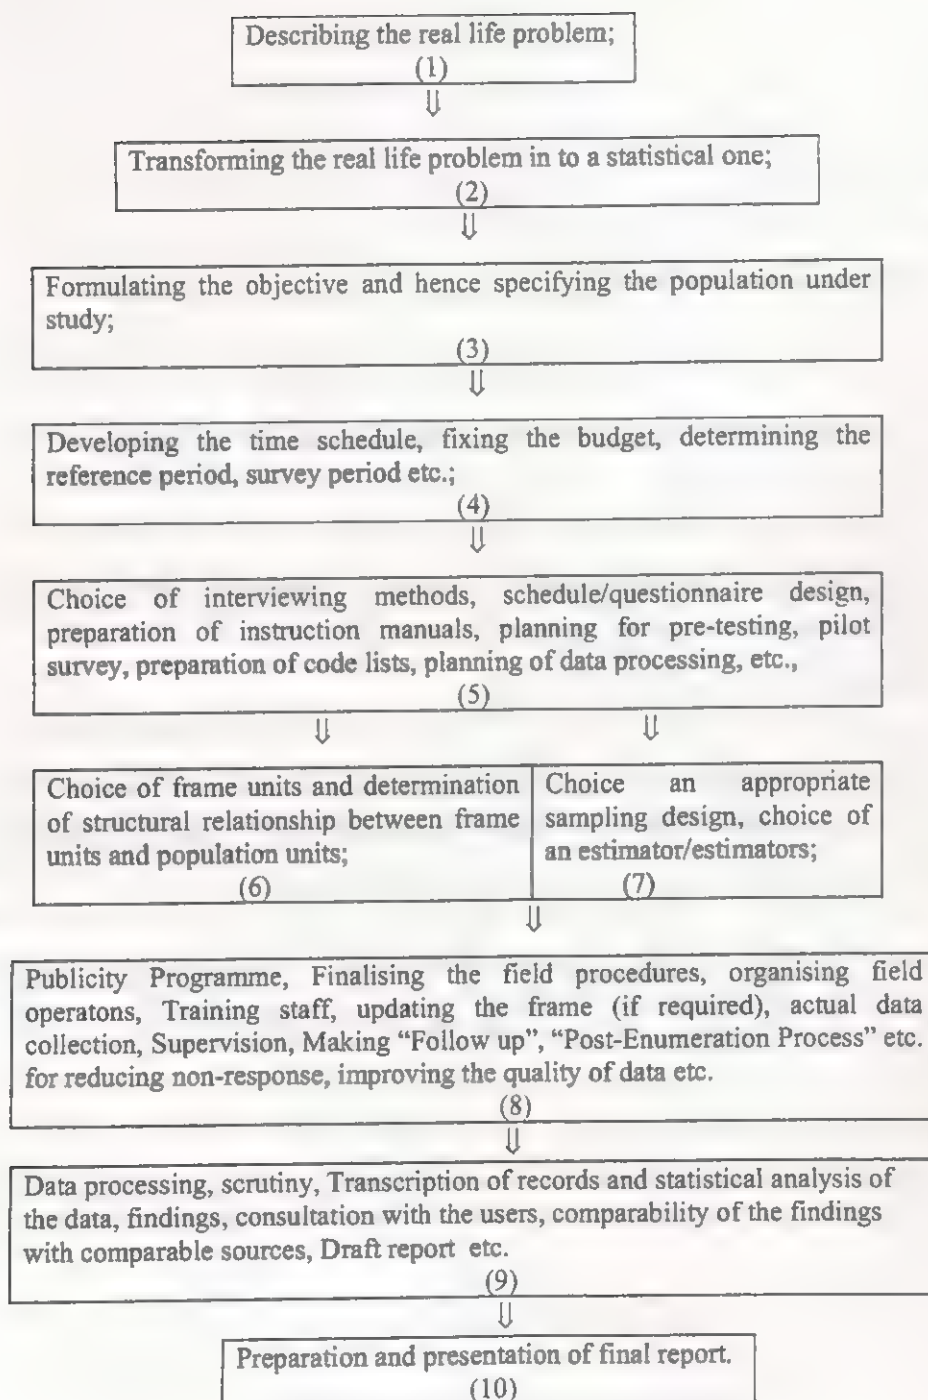 Describing the real life problem;
(1)
⇓
Transforming the real life problem in to a statistical one;
(2)
⇓
Formulating the objective and hence specifying the population under
study;
(3)
⇓
Developing the time schedule, fixing the budget, determining the
reference period, survey period etc.;
(4)
⇓
Choice of interviewing methods, schedule/questionnaire design,
preparation of instruction manuals, planning for pre-testing, pilot
survey, preparation of code lists, planning of data processing, etc.,
(5)
⇓ ⇓
Choice of frame units and determination
of structural relationship between frame
units and population units;
(6)
Choice an appropriate
sampling design, choice of
an estimator/estimators;
(7)
⇓
Publicity Programme, Finalising the field procedures, organising field
operatons, Training staff, updating the frame (if required), actual data
collection, Supervision, Making “Follow up”, “Post-Enumeration Process” etc.
for reducing non-response, improving the quality of data etc.
(8)
⇓
Data processing, scrutiny, Transcription of records and statistical analysis of
the data, findings, consultation with the users, comparability of the findings
with comparable sources, Draft report etc.
(9)
⇓
Preparation and presentation of final report.
(10)